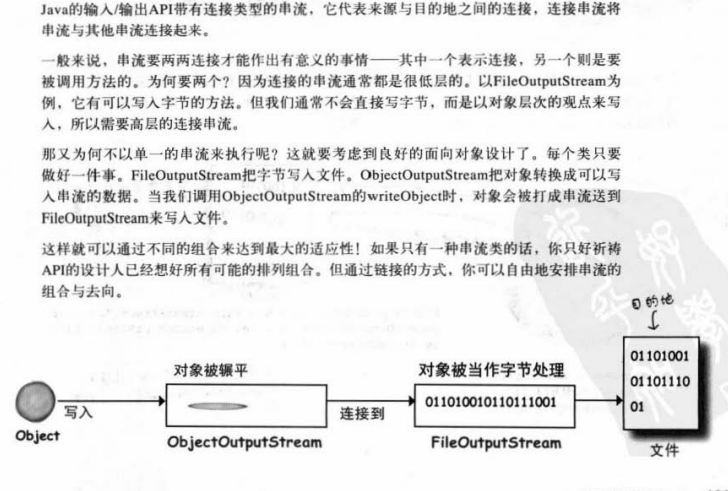 Java的输入/输出API带有连接类型的串流，它代表来源与目的地之间的连接，连接串流将
串流与其他串流连接起来。
一般来说，串流要两两连接才能作出有意义的事情——其中一个表示连接，另一个则是要
被调用方法的。为何要两个？因为连接的串流通常都是很低层的。以FileOutputStream为
例，它有可以写入字节的方法。但我们通常不会直接写字节，而是以对象层次的观点来写
入，所以需要高层的连接串流。
那又为何不以单一的串流来执行呢？这就要考虑到良好的面向对象设计了。每个类只要
做好一件事。FileOutputStream把字节写入文件。ObjectOutputStream把对象转换成可以写
入串流的数据。当我们调用ObjectOutputStream的writeObject时，对象会被打成串流送到
FileOutputStream来写入文件。
这样就可以通过不同的组合来达到最大的适应性！如果只有一种串流类的话，你只好祈祷
API的设计人已经想好所有可能的排列组合。但通过链接的方式，你可以自由地安排串流的
组合与去向。
目的地
对象被辗平
对象被当作字节处理
01101001
01101110
01
写入
连接到
011010010110111001
Object
ObjectOutputStream
FileOutputStream
文件